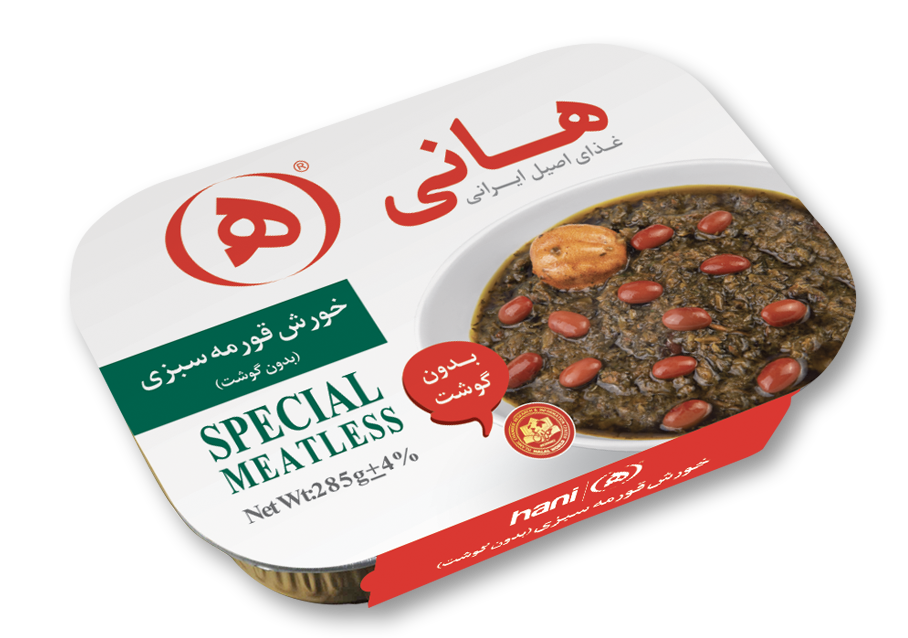 هانی
غذای اصیل ایرانی
ه
®
خورش قورمه سبزی
(بدون گوشت)
SPECIAL
MEATLESS
Net Wt:285g±4%
بدون
گوشت
hani ه
خورش قورمه سبزی (بدون گوشت)